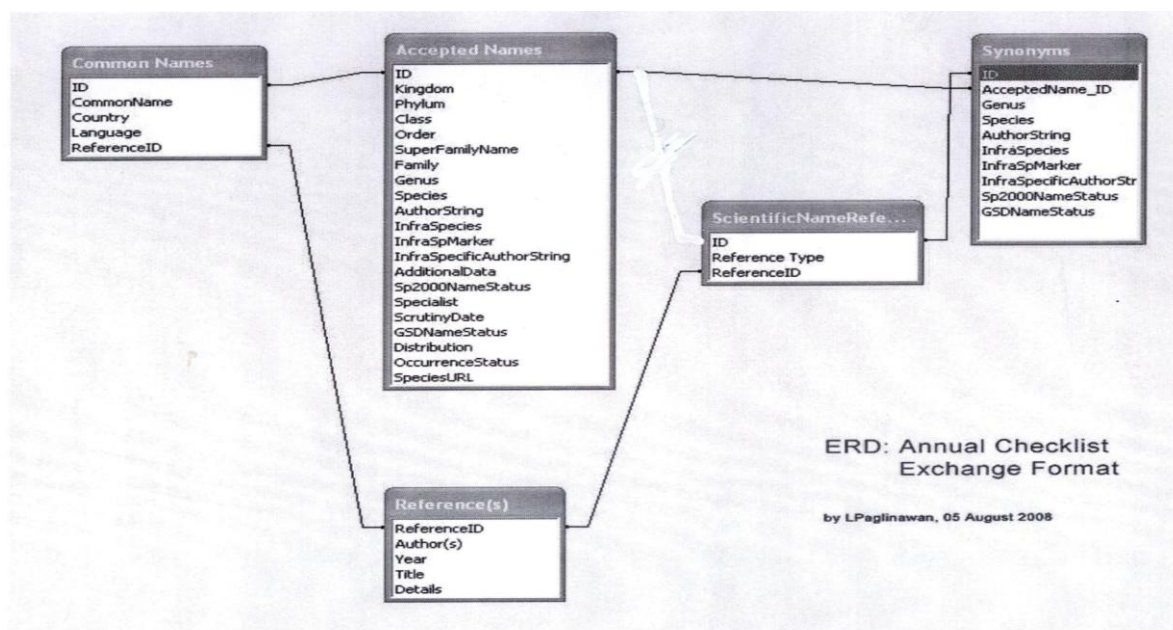 Common Names
ID
CommonName
Country
Language
ReferenceID
Accepted Names
ID
Kingdom
Phylum
Class
Order
SuperFamilyName
Family
Genus
Species
AuthorString
InfraSpecies
InfraSpMarker
InfraSpecificAuthorString
AdditionalData
Sp2000NameStatus
Specialist
ScrutinyDate
GSDNameStatus
Distribution
OccurrenceStatus
SpeciesURL
Synonyms
ID
AcceptedName_ID
Genus
Species
AuthorString
InfraSpecies
InfraSpMarker
InfraSpecificAuthorStr
Sp2000NameStatus
GSDNameStatus
ScientificNameRefe...
ID
Reference Type
ReferenceID
Reference(s)
ReferenceID
Author(s)
Year
Title
Details
ERD: Annual Checklist
Exchange Format
by LPaglinawan, 05 August 2008